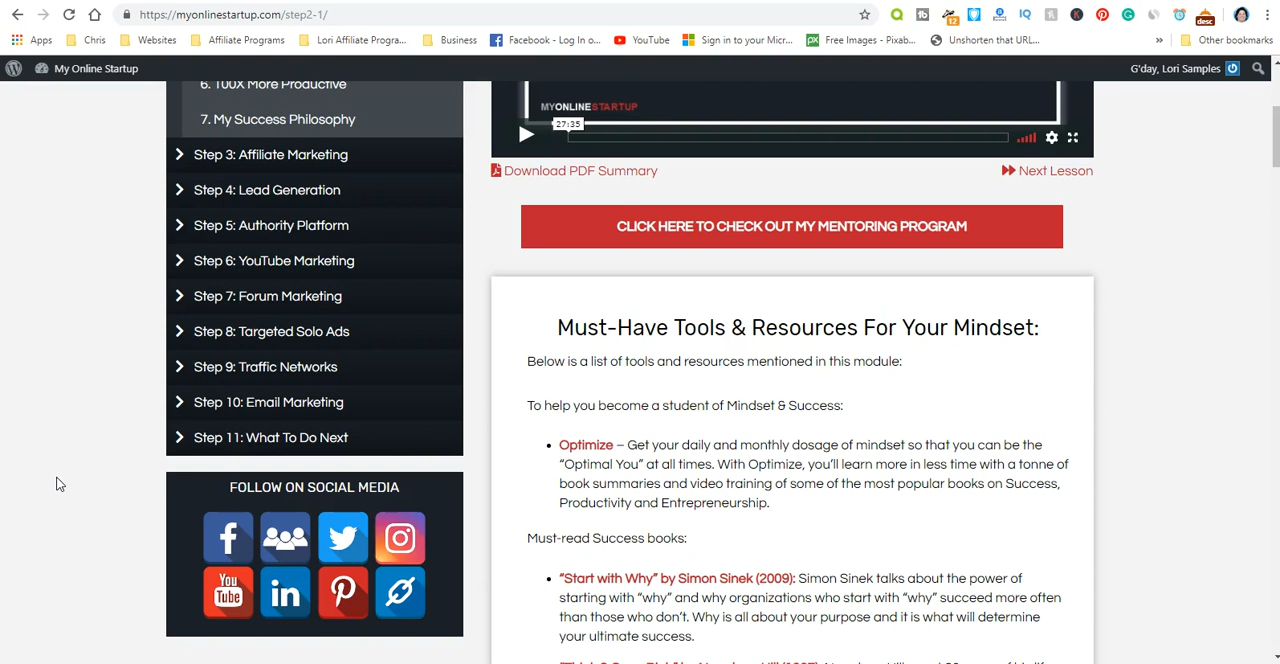 https://myonlinestartup.com/step2-1/
12
IQ
desc
Apps
Chris
Websites
Affiliate Programs
Lori Affiliate Progra...
Business
Facebook - Log In o...
YouTube
Sign in to your Micr...
Free Images - Pixab...
Unshorten that URL...
»
Other bookmarks
My Online Startup
G'day, Lori Samples
6. 100X More Productive
7. My Success Philosophy
Step 3: Affiliate Marketing
Step 4: Lead Generation
Step 5: Authority Platform
Step 6: YouTube Marketing
Step 7: Forum Marketing
Step 8: Targeted Solo Ads
Step 9: Traffic Networks
Step 10: Email Marketing
Step 11: What To Do Next
FOLLOW ON SOCIAL MEDIA
You
Tube
in
MYONLINESTARTUP
27:35
Download PDF Summary
Next Lesson
CLICK HERE TO CHECK OUT MY MENTORING PROGRAM
Must-Have Tools & Resources For Your Mindset:
Below is a list of tools and resources mentioned in this module:
To help you become a student of Mindset & Success:
• Optimize – Get your daily and monthly dosage of mindset so that you can be the
“Optimal You” at all times. With Optimize, you’ll learn more in less time with a tonne of
book summaries and video training of some of the most popular books on Success,
Productivity and Entrepreneurship.
Must-read Success books:
• “Start with Why” by Simon Sinek (2009): Simon Sinek talks about the power of
starting with “why” and why organizations who start with “why” succeed more often
than those who don’t. Why is all about your purpose and it is what will determine
your ultimate success.